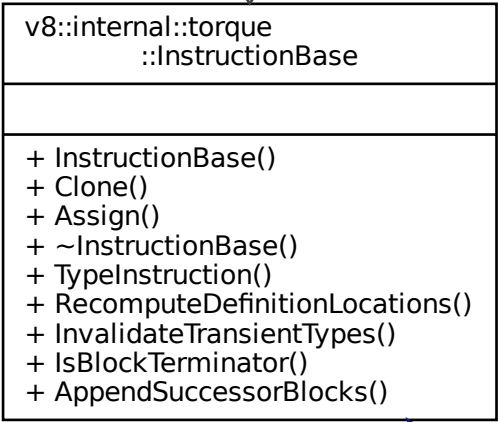 v8::internal::torque
::InstructionBase
+ InstructionBase()
+ Clone()
+ Assign()
+ ~InstructionBase()
+ TypeInstruction()
+ RecomputeDefinitionLocations()
+ InvalidateTransientTypes()
+ IsBlockTerminator()
+ AppendSuccessorBlocks()